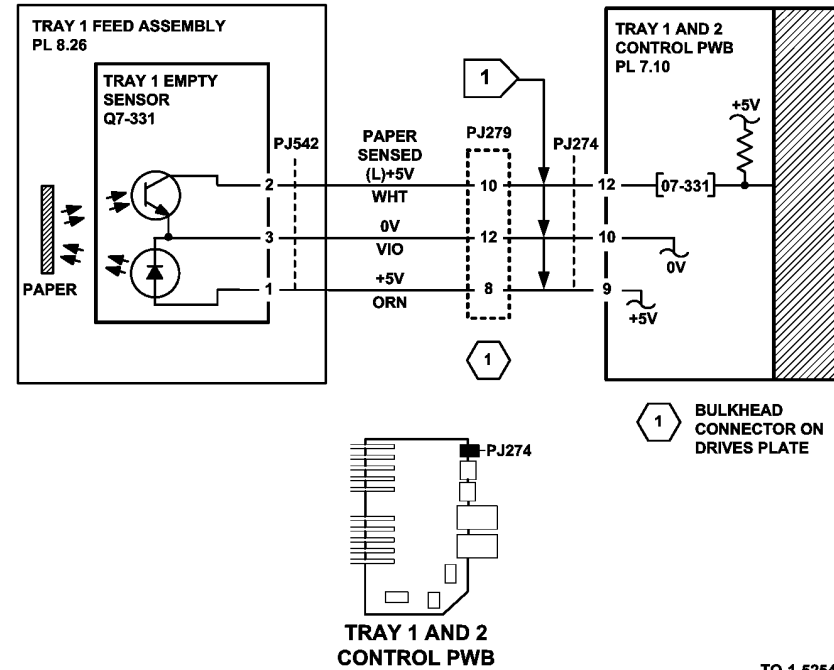 TRAY 1 FEED ASSEMBLY
PL 8.26
TRAY 1 EMPTY
SENSOR
Q7-331
PAPER
PJ542
2
3
1
PAPER
SENSED
(L)+5V
WHT
0V
VIO
+5V
ORN
1
PJ279
10
12
8
1
PJ274
12
10
9
TRAY 1 AND 2
CONTROL PWB
PL 7.10
+5V
[07-331]
0V
+5V
1
BULKHEAD
CONNECTOR ON
DRIVES PLATE
PJ274
TRAY 1 AND 2
CONTROL PWB